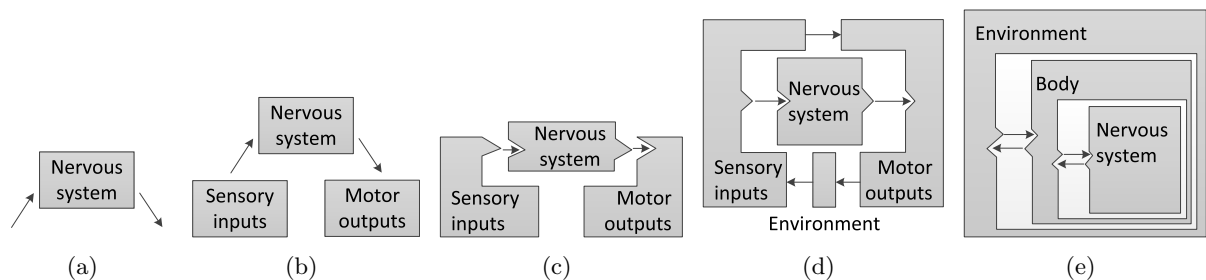 Nervous
system
(a)
Nervous
system
Sensory
inputs
Motor
outputs
(b)
Nervous
system
Sensory
inputs
Motor
outputs
(c)
Nervous
system
Sensory
inputs
Motor
outputs
Environment
(d)
Environment
Body
Nervous
system
(e)